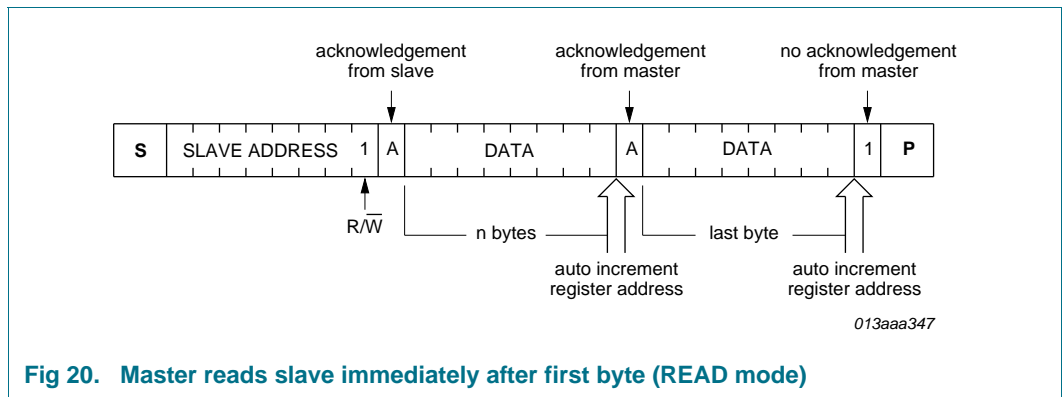 acknowledgement
from slave
acknowledgement
from master
no acknowledgement
from master
S SLAVE ADDRESS 1 A DATA A DATA 1 P
R/W̅
n bytes
last byte
auto increment
register address
auto increment
register address
013aaa347
Fig 20. Master reads slave immediately after first byte (READ mode)